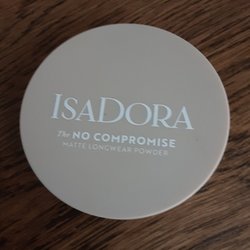 ISADORA
The NO COMPROMISE
MATTE LONGWEAR POWDER